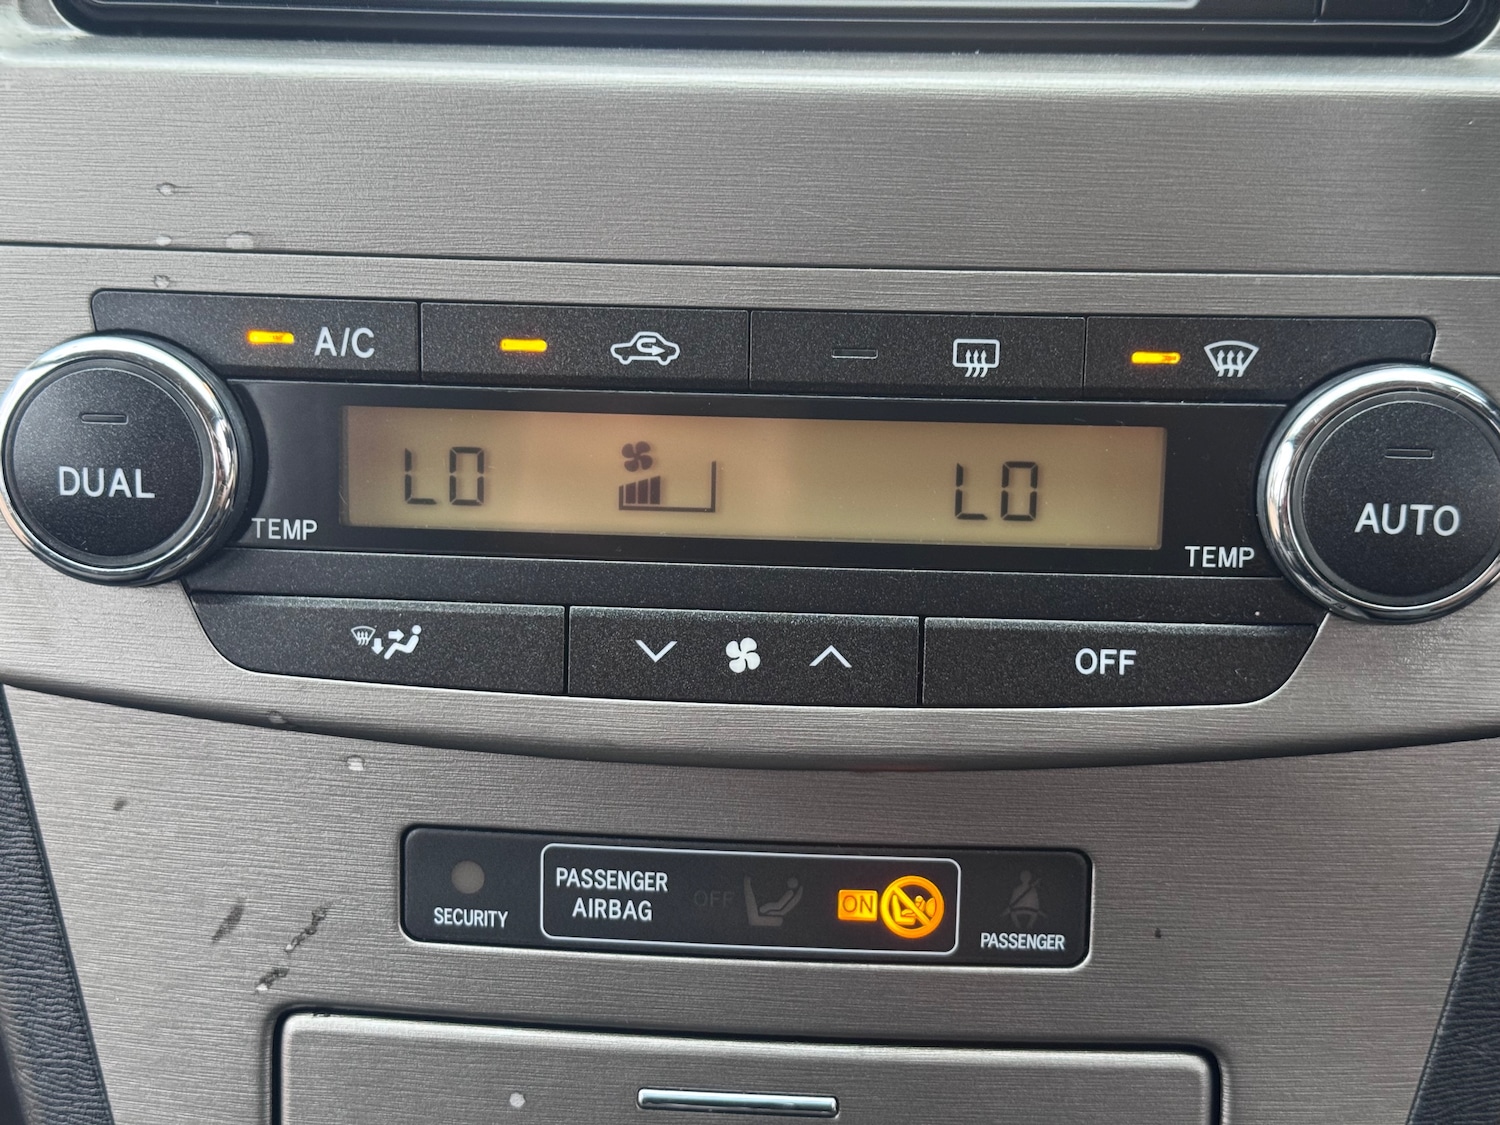 A/C
DUAL
LO
LO
AUTO
TEMP
TEMP
OFF
SECURITY
PASSENGER
AIRBAG
OFF
ON
PASSENGER